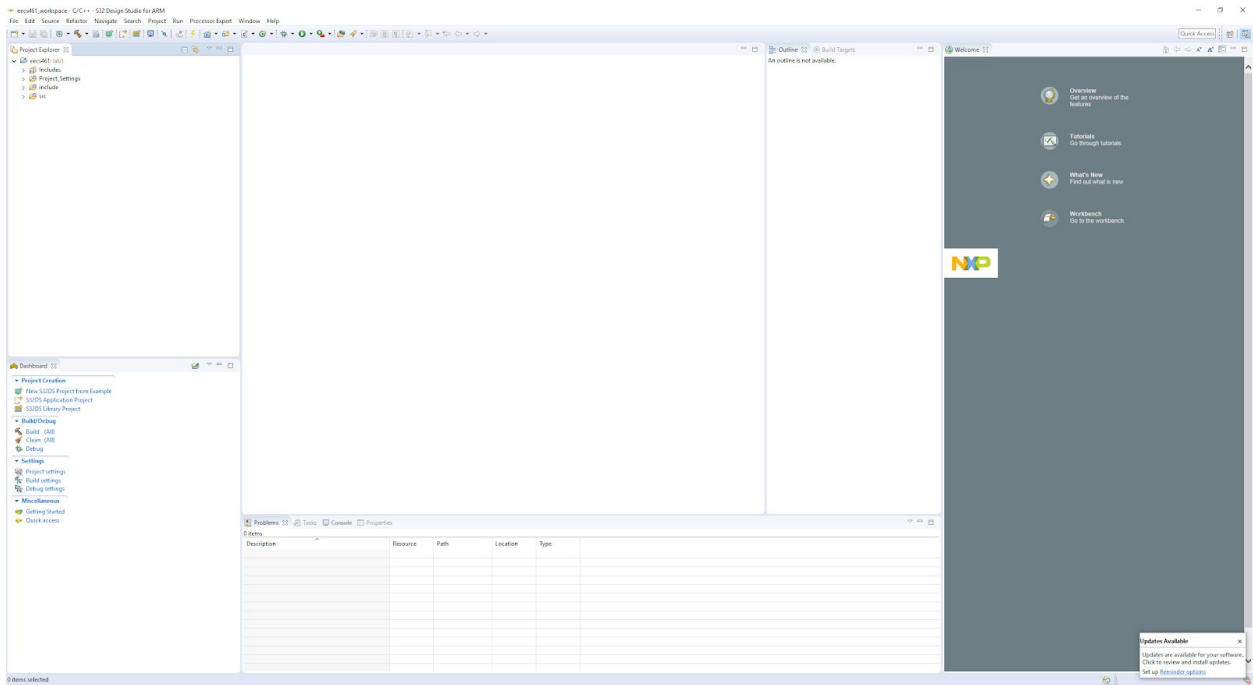 eecs461_workspace - C/C++ - S32 Design Studio for ARM
File Edit Source Refactor Navigate Search Project Run Processor Expert Window Help
Quick Access
Project Explorer
eecs461: lab1
Includes
Project_Settings
include
src
Outline
Build Targets
An outline is not available.
Welcome
Overview
Get an overview of the
features
Tutorials
Go through tutorials
What's New
Find out what is new
Workbench
Go to the workbench
NXP
Dashboard
Project Creation
New S32DS Project from Example
S32DS Application Project
S32DS Library Project
Build/Debug
Build (All)
Clean (All)
Debug
Settings
Project settings
Build settings
Debug settings
Miscellaneous
Getting Started
Quick access
Problems Tasks Console Properties
0 items
Description Resource Path Location Type
Updates Available
Updates are available for your software.
Click to review and install updates.
Set up Reminder options
0 items selected